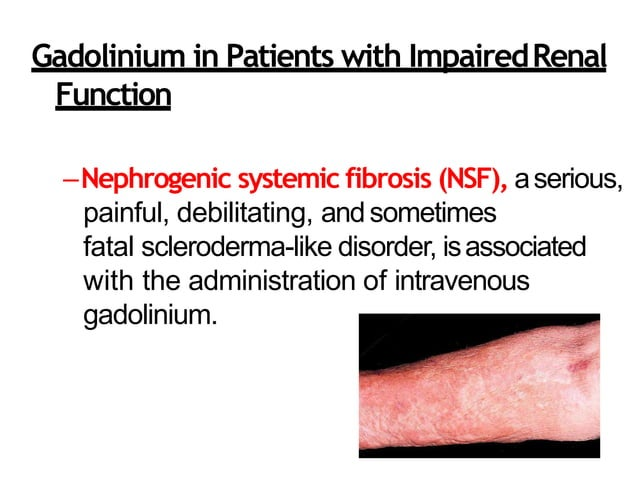 Gadolinium in Patients with Impaired Renal
Function
–Nephrogenic systemic fibrosis (NSF), a serious,
painful, debilitating, and sometimes
fatal scleroderma-like disorder, is associated
with the administration of intravenous
gadolinium.